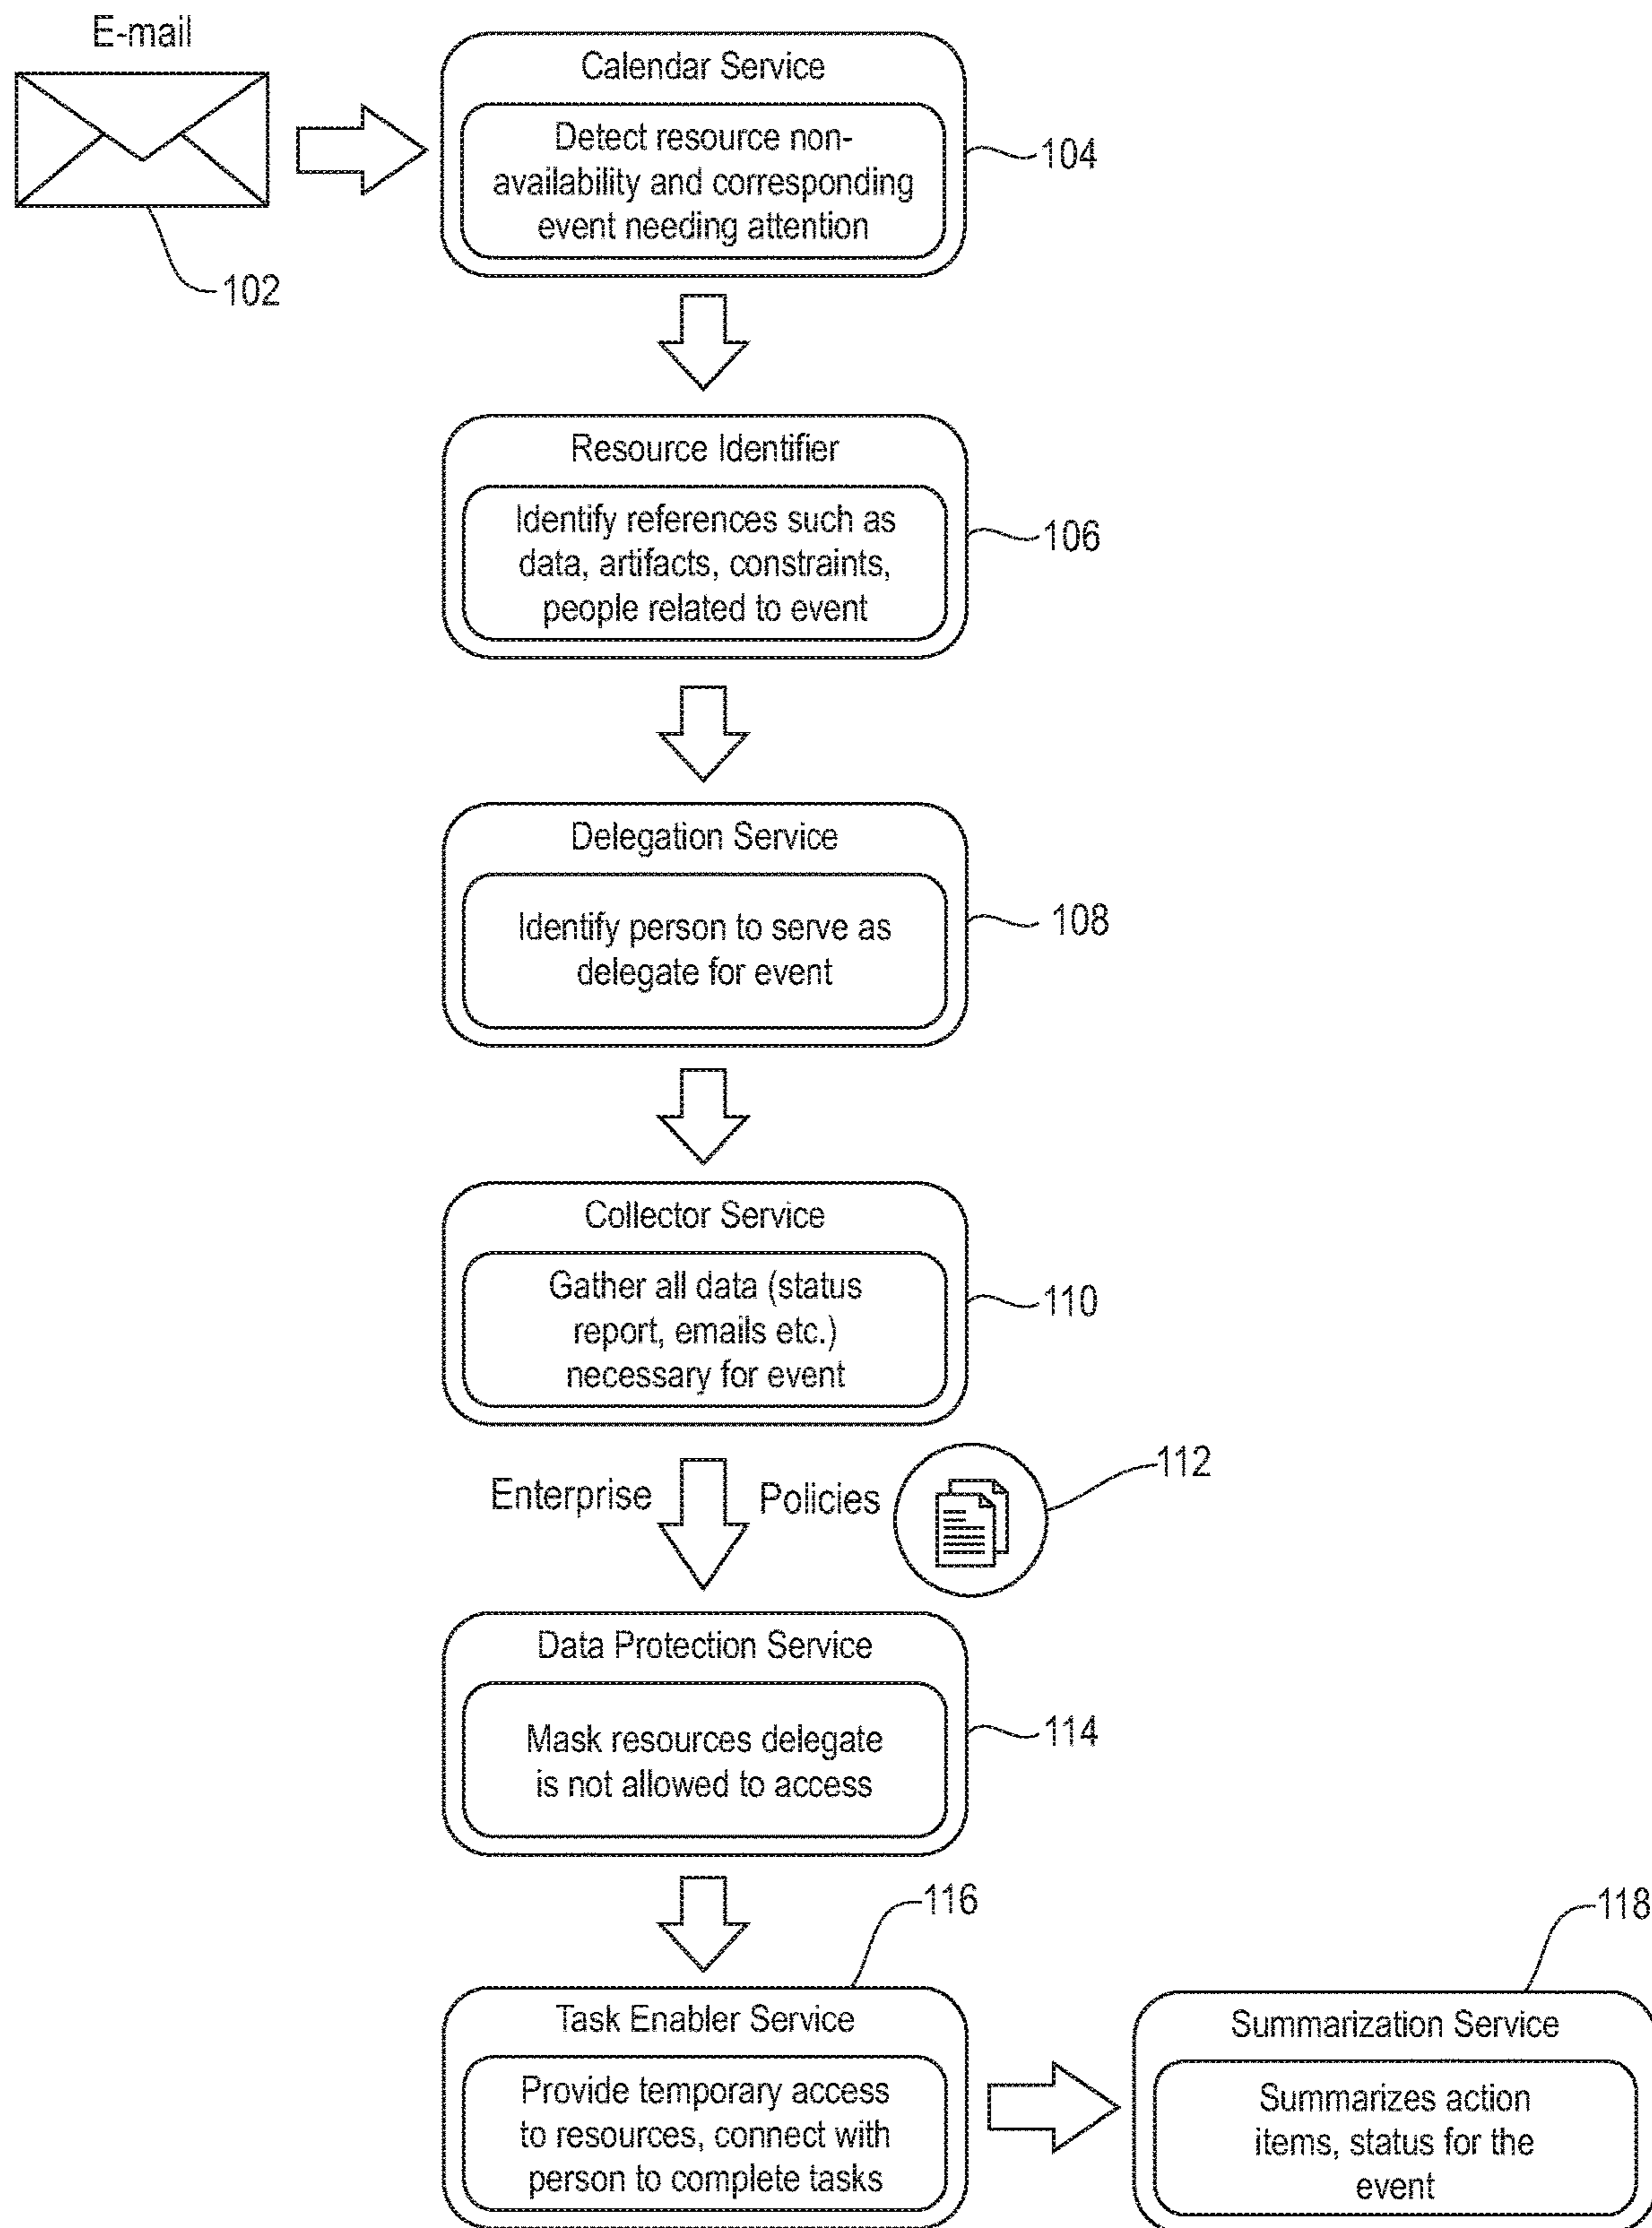 E-mail
102
Calendar Service
Detect resource non-
availability and corresponding
event needing attention
104
Resource Identifier
Identify references such as
data, artifacts, constraints,
people related to event
106
Delegation Service
Identify person to serve as
delegate for event
108
Collector Service
Gather all data (status
report, emails etc.)
necessary for event
110
Enterprise Policies
112
Data Protection Service
Mask resources delegate
is not allowed to access
114
116
Task Enabler Service
Provide temporary access
to resources, connect with
person to complete tasks
118
Summarization Service
Summarizes action
items, status for the
event